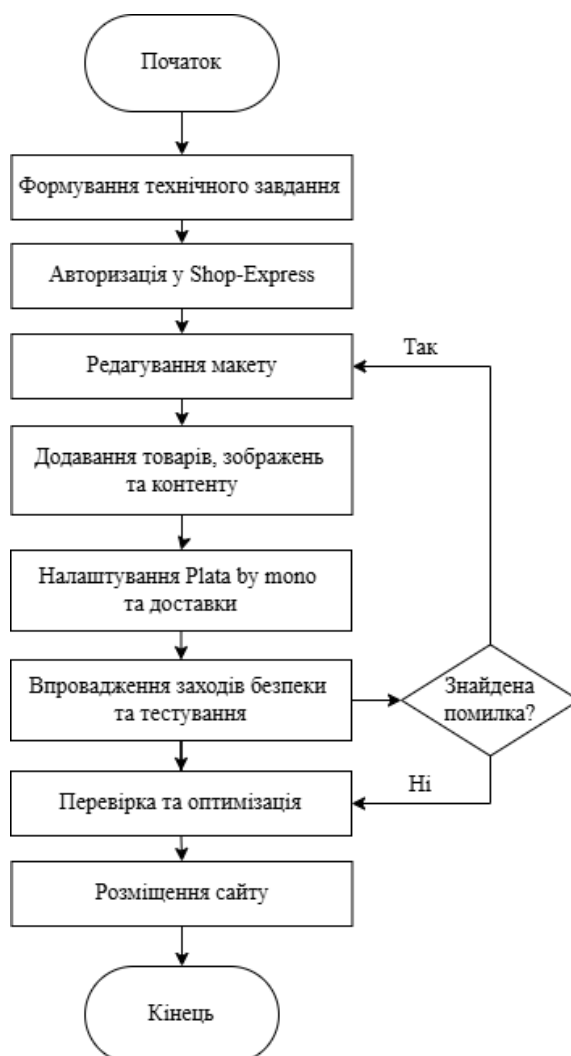 Початок
Формування технічного завдання
Авторизація у Shop-Express
Редагування макету
Так
Додавання товарів, зображень
та контенту
Налаштування Plata by mono
та доставки
Впровадження заходів безпеки
та тестування
Знайдена
помилка?
Ні
Перевірка та оптимізація
Розміщення сайту
Кінець